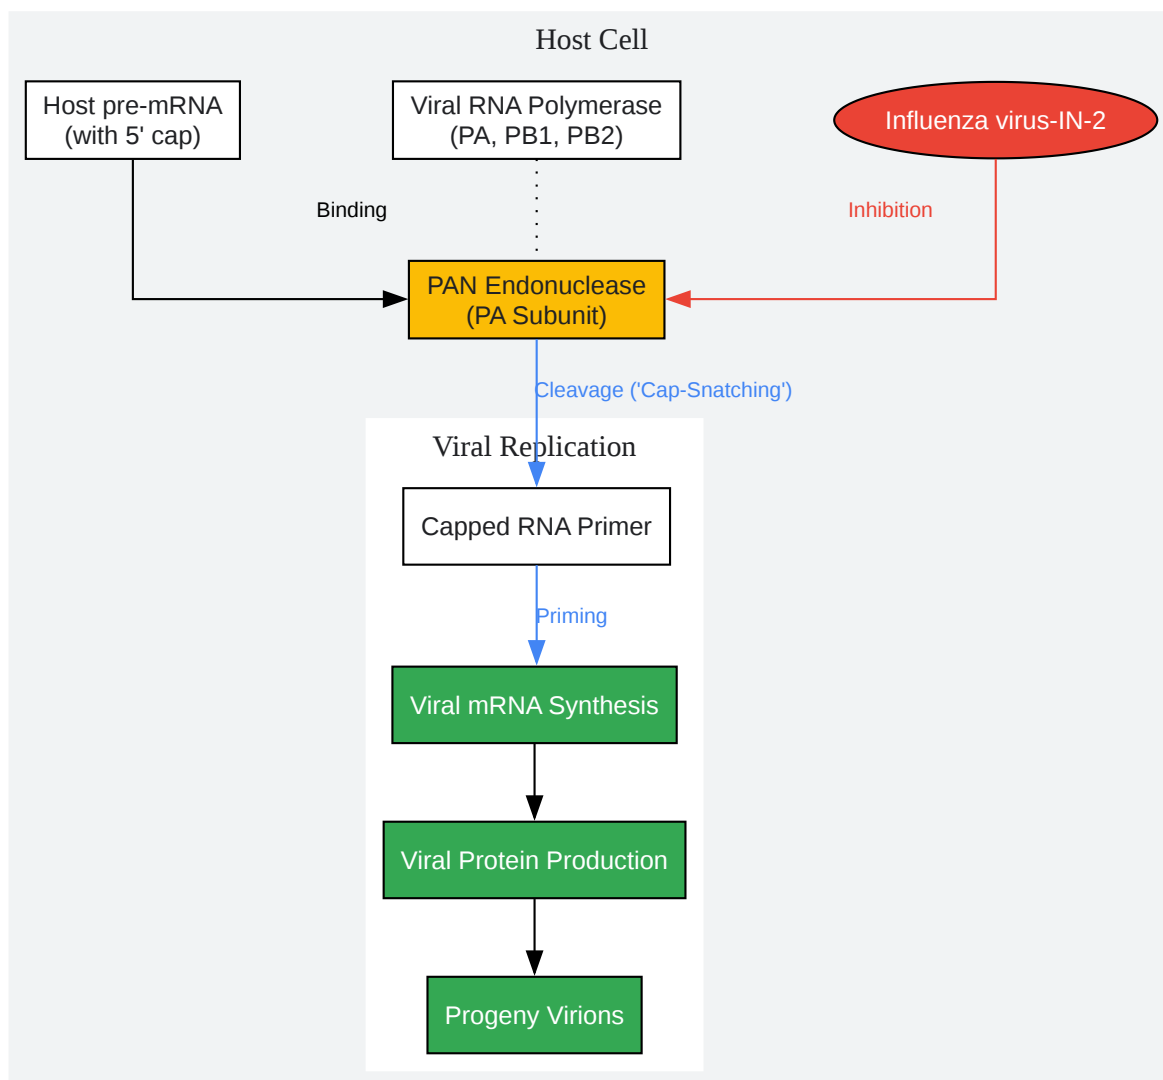 Host Cell
Host pre-mRNA
(with 5' cap)
Viral RNA Polymerase
(PA, PB1, PB2)
Influenza virus-IN-2
Binding
Inhibition
PAN Endonuclease
(PA Subunit)
Cleavage ('Cap-Snatching')
Viral Replication
Capped RNA Primer
Priming
Viral mRNA Synthesis
Viral Protein Production
Progeny Virions